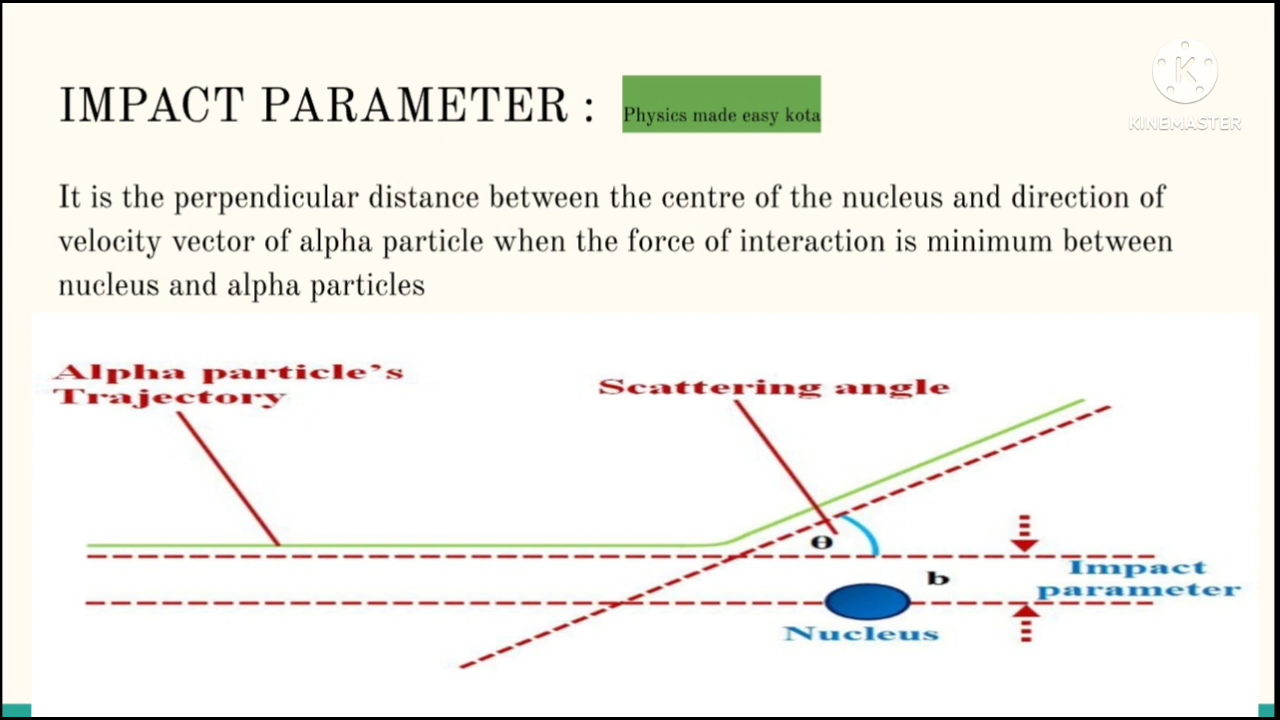 IMPACT PARAMETER :
Physics made easy kota
KINEMASTER
It is the perpendicular distance between the centre of the nucleus and direction of
velocity vector of alpha particle when the force of interaction is minimum between
nucleus and alpha particles
Alpha particle's
Trajectory
Scattering angle
θ
b
Impact
parameter
Nucleus